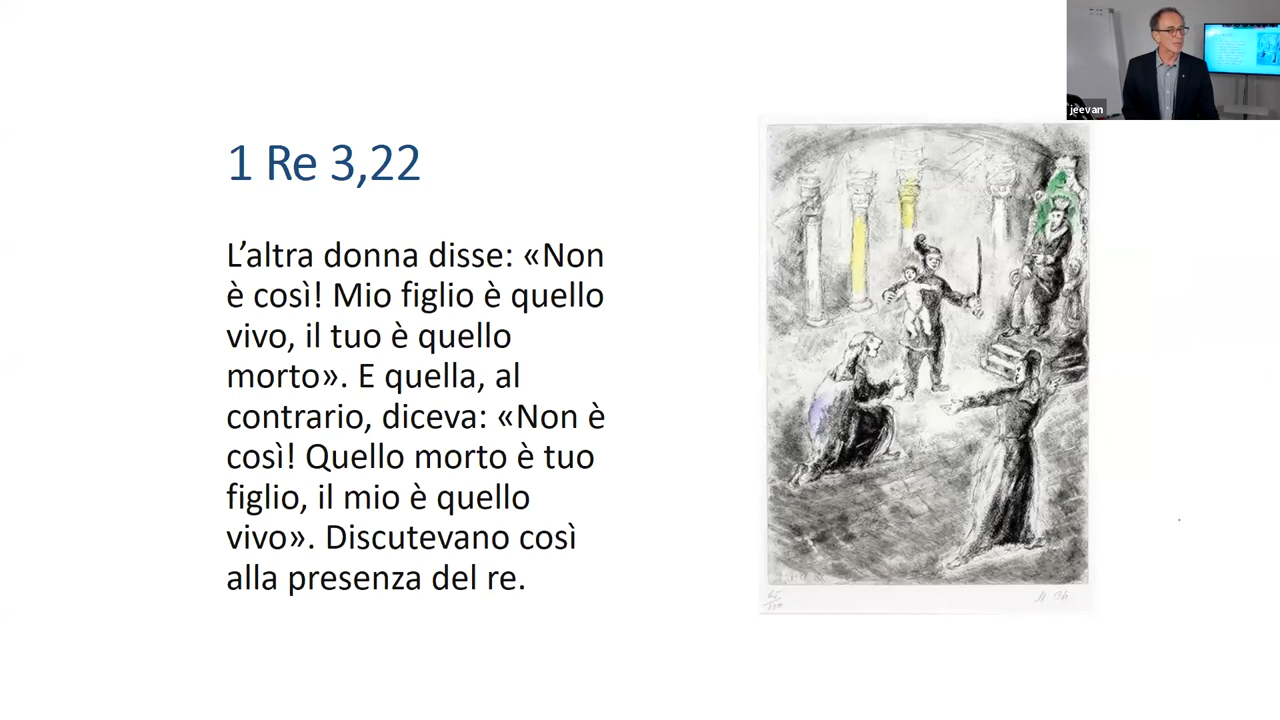 jeevan
1 Re 3,22
L’altra donna disse: «Non
è così! Mio figlio è quello
vivo, il tuo è quello
morto». E quella, al
contrario, diceva: «Non è
così! Quello morto è tuo
figlio, il mio è quello
vivo». Discutevano così
alla presenza del re.